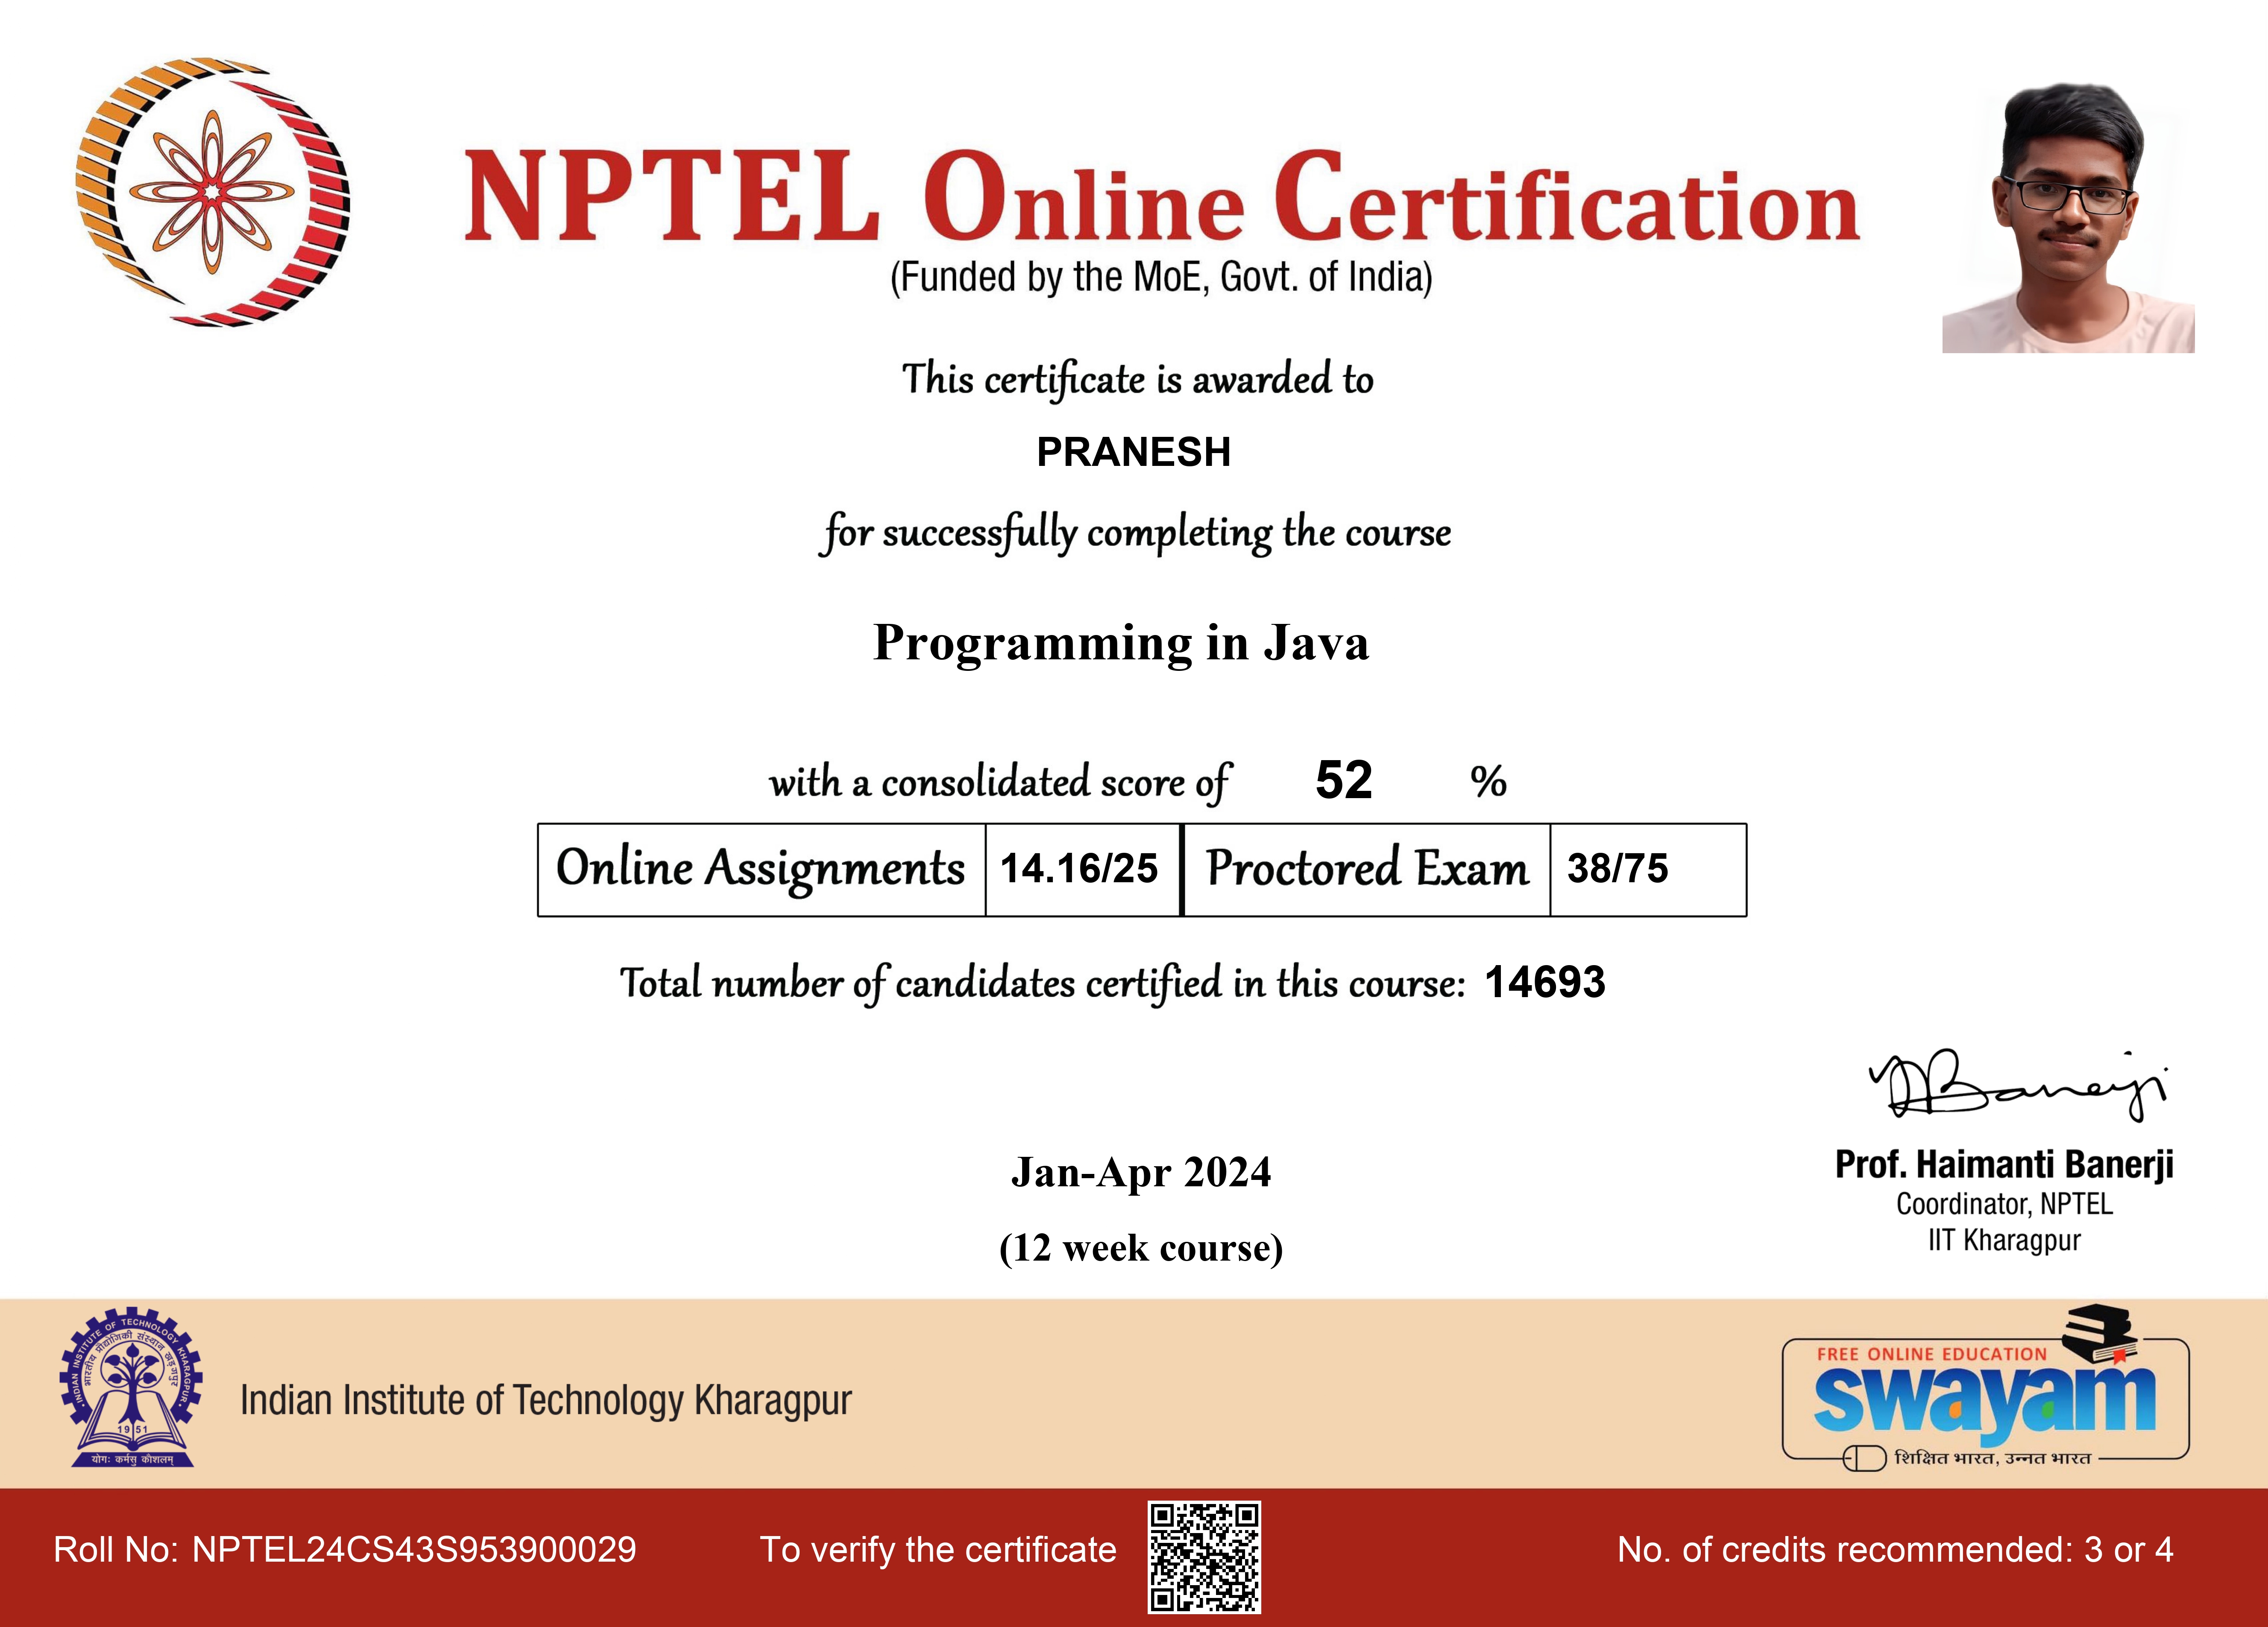 NPTEL Online Certification
(Funded by the MoE, Govt. of India)
This certificate is awarded to
PRANESH
for successfully completing the course
Programming in Java
with a consolidated score of 52 %
Online Assignments 14.16/25 Proctored Exam 38/75
Total number of candidates certified in this course: 14693
Banerji
Prof. Haimanti Banerji
Coordinator, NPTEL
IIT Kharagpur
Jan-Apr 2024
(12 week course)
INDIAN INSTITUTE OF TECHNOLOGY KHARAGPUR
भारतीय प्रौद्योगिकी संस्थान खड़गपुर
19 51
योगः कर्मसु कौशलम्
Indian Institute of Technology Kharagpur
FREE ONLINE EDUCATION
swayam
शिक्षित भारत, उन्नत भारत
Roll No: NPTEL24CS43S953900029
To verify the certificate
No. of credits recommended: 3 or 4